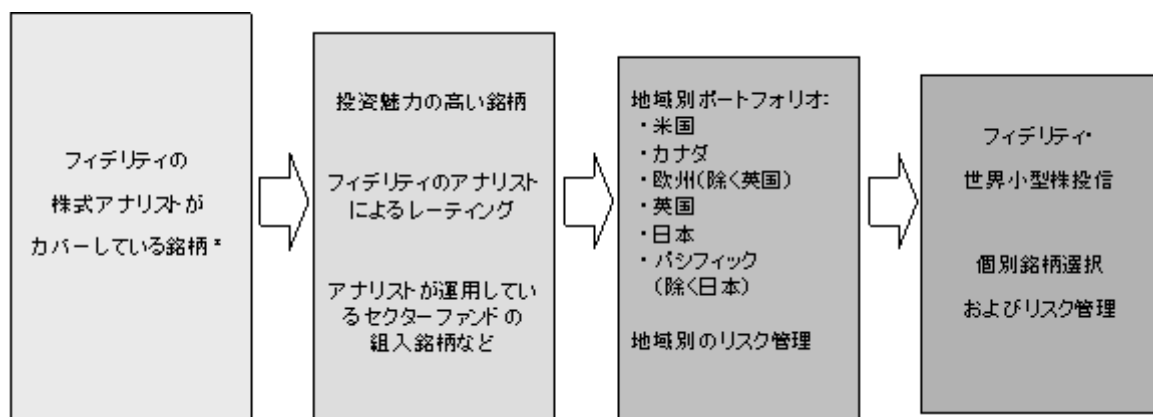 フィデリティの
株式アナリストが
カバーしている銘柄*
投資魅力の高い銘柄
フィデリティのアナリスト
によるレーティング
アナリストが運用してい
るセクターファンドの
組入銘柄など
地域別ポートフォリオ:
・米国
・カナダ
・欧州(除く英国)
・英国
・日本
・パシフィック
(除く日本)
地域別のリスク管理
フィデリティ・
世界小型株投信
個別銘柄選択
およびリスク管理